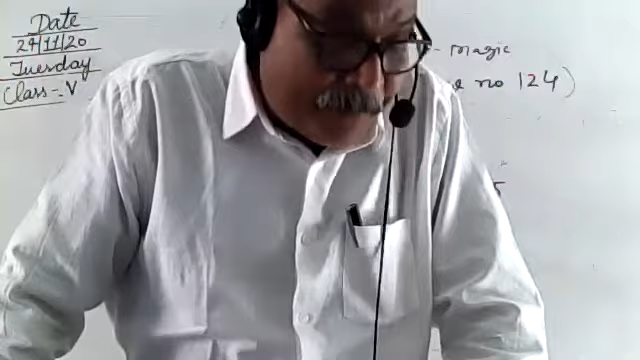 Date
24/11/20
Tuesday
Class - V
- Magic
no 124)